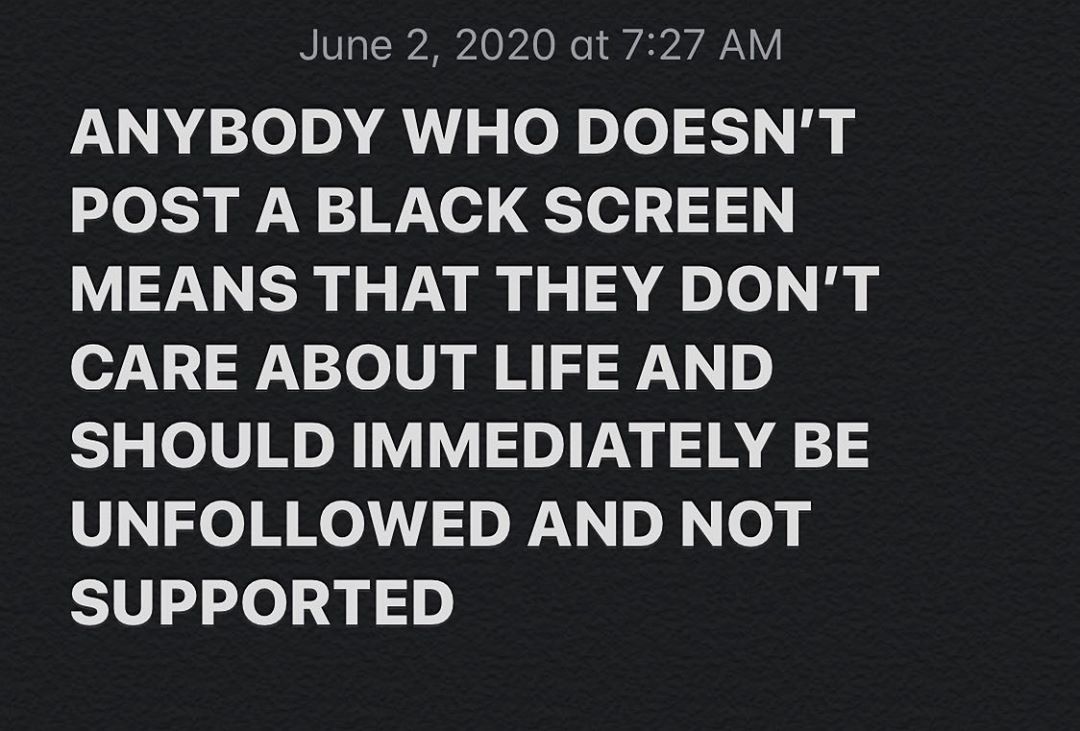 June 2, 2020 at 7:27 AM
ANYBODY WHO DOESN’T
POST A BLACK SCREEN
MEANS THAT THEY DON’T
CARE ABOUT LIFE AND
SHOULD IMMEDIATELY BE
UNFOLLOWED AND NOT
SUPPORTED